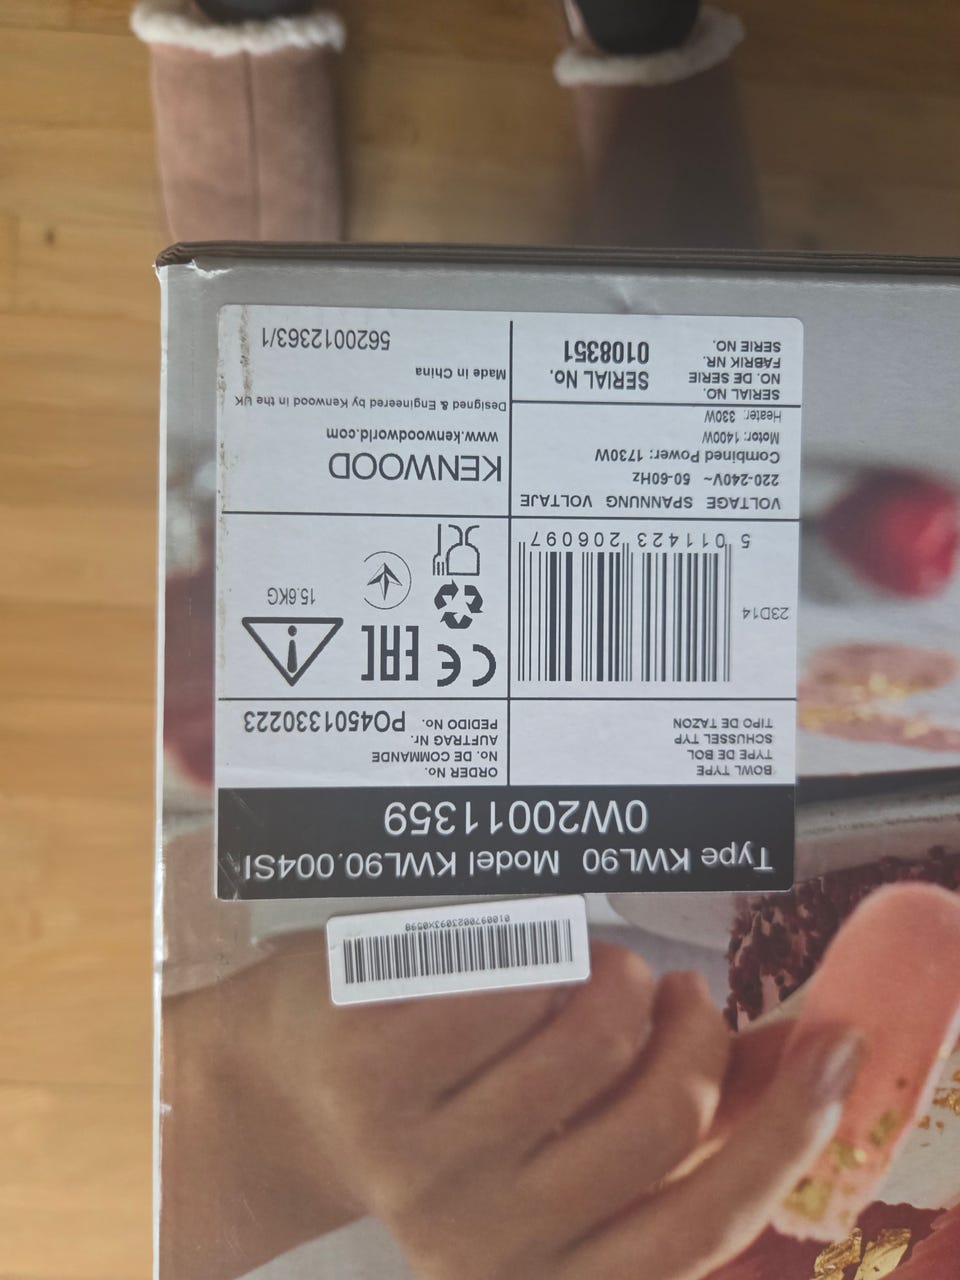 Type KWL90 Model KWL90.004SI
0W20011359
BOWL TYPE
TYPE DE BOL
SCHUSSEL TYP
TIPO DE TAZON
ORDER No.
No. DE COMMANDE
AUFTRAG Nr.
PEDIDO No. PO4501330223
23D14
5 011423 206097
CE EAC
15.6KG
VOLTAGE SPANNUNG VOLTAJE
220-240V~ 50-60Hz
Combined Power: 1730W
Motor: 1400W
Heater: 330W
KENWOOD
www.kenwoodworld.com
Designed & Engineered by Kenwood in the UK
Made in China
5620012363/1
SERIAL NO.
NO. DE SERIE
FABRIK NR.
SERIE NO.
SERIAL No.
0108351
0100970023093X0598